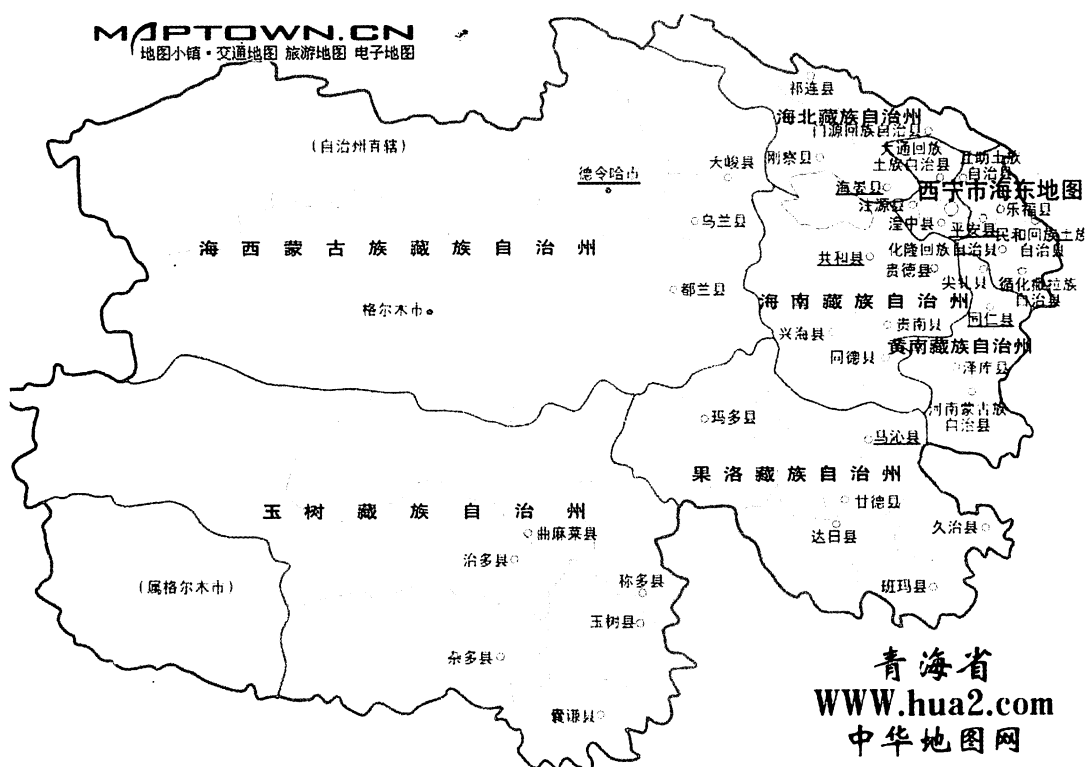 MAPTOWN.CN
地图小镇·交通地图 旅游地图 电子地图
祁连县
海北藏族自治州
门源回族自治县
(自治州直辖)
大通回族
土族自治县
互助土族
自治县
大峻县
刚察县
德令哈市
海晏县
西宁市海东地图
湟源县
乐都县
乌兰县
湟中县
平安县
民和回族土族
自治县
海西蒙古族藏族自治州
共和县
化隆回族自治县
贵德县
尖扎县
循化撒拉族
自治县
都兰县
海南藏族自治州
格尔木市
同仁县
兴海县
贵南县
黄南藏族自治州
同德县
泽库县
玛多县
河南蒙古族
自治县
玛沁县
果洛藏族自治州
甘德县
玉树藏族自治州
曲麻莱县
达日县
久治县
治多县
(属格尔木市)
称多县
班玛县
玉树县
杂多县
囊谦县
青海省
WWW.hua2.com
中华地图网